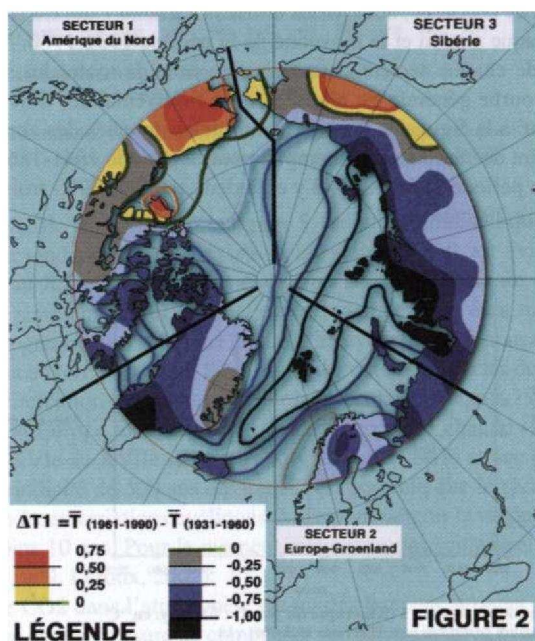 SECTEUR 1
Amérique du Nord
SECTEUR 3
Sibérie
SECTEUR 2
Europe-Groenland
ΔT1 = T̅ (1961-1990) - T̅ (1931-1960)
0,75
0,50
0,25
0
-0,25
-0,50
-0,75
-1,00
LÉGENDE
FIGURE 2